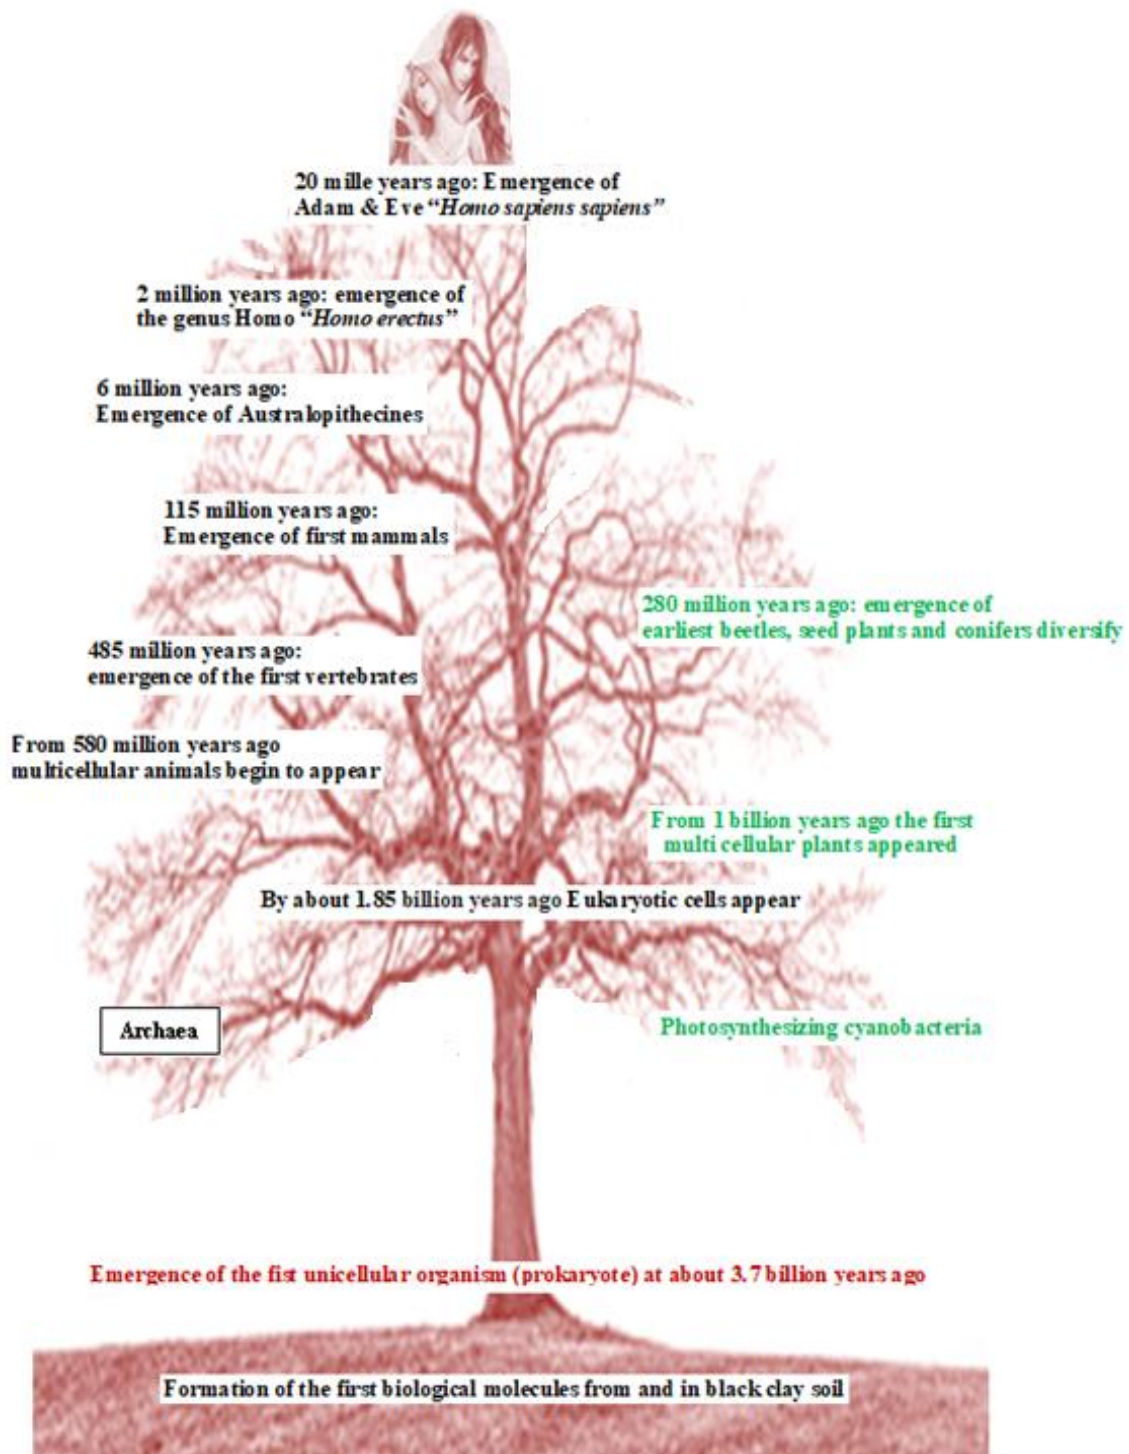 20 mille years ago: Emergence of
Adam & Eve “Homo sapiens sapiens”
2 million years ago: emergence of
the genus Homo “Homo erectus”
6 million years ago:
Emergence of Australopithecines
115 million years ago:
Emergence of first mammals
280 million years ago: emergence of
earliest beetles, seed plants and conifers diversify
485 million years ago:
emergence of the first vertebrates
From 580 million years ago
multicellular animals begin to appear
From 1 billion years ago the first
multi cellular plants appeared
By about 1.85 billion years ago Eukaryotic cells appear
Archaea
Photosynthesizing cyanobacteria
Emergence of the fist unicellular organism (prokaryote) at about 3.7 billion years ago
Formation of the first biological molecules from and in black clay soil